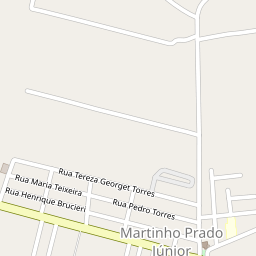 Rua Tereza Georget Torres
Rua Maria Teixeira
Rua Henrique Brucieri
Rua Pedro Torres
Martinho Prado
Júnior